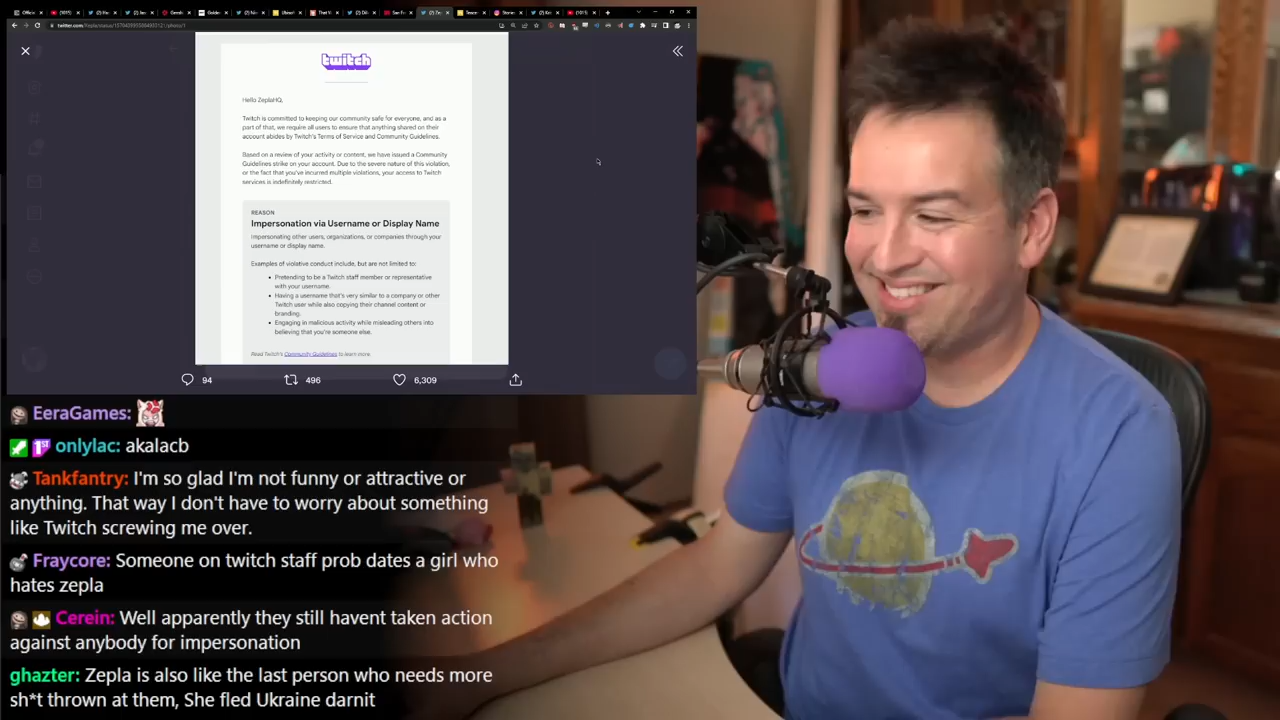 twitch
Hello ZeplaHQ,
Twitch is committed to keeping our community safe for everyone, and as a
part of that, we require all users to ensure that anything shared on their
account abides by Twitch's Terms of Service and Community Guidelines.
Based on a review of your activity or content, we have issued a Community
Guidelines strike on your account. Due to the severe nature of this violation,
or the fact that you've incurred multiple violations, your access to Twitch
services is indefinitely restricted.
REASON
Impersonation via Username or Display Name
Impersonating other users, organizations, or companies through your
username or display name.
Examples of violative conduct include, but are not limited to:
• Pretending to be a Twitch staff member or representative
with your username.
• Having a username that's very similar to a company or other
Twitch user while also copying their channel content or
branding.
• Engaging in malicious activity while misleading others into
believing that you're someone else.
Read Twitch's Community Guidelines to learn more.
94 496 6,309
EeraGames:
1ST onlylac: akalacb
Tankfantry: I'm so glad I'm not funny or attractive or
anything. That way I don't have to worry about something
like Twitch screwing me over.
Fraycore: Someone on twitch staff prob dates a girl who
hates zepla
Cerein: Well apparently they still havent taken action
against anybody for impersonation
ghazter: Zepla is also like the last person who needs more
sh*t thrown at them, She fled Ukraine darnit